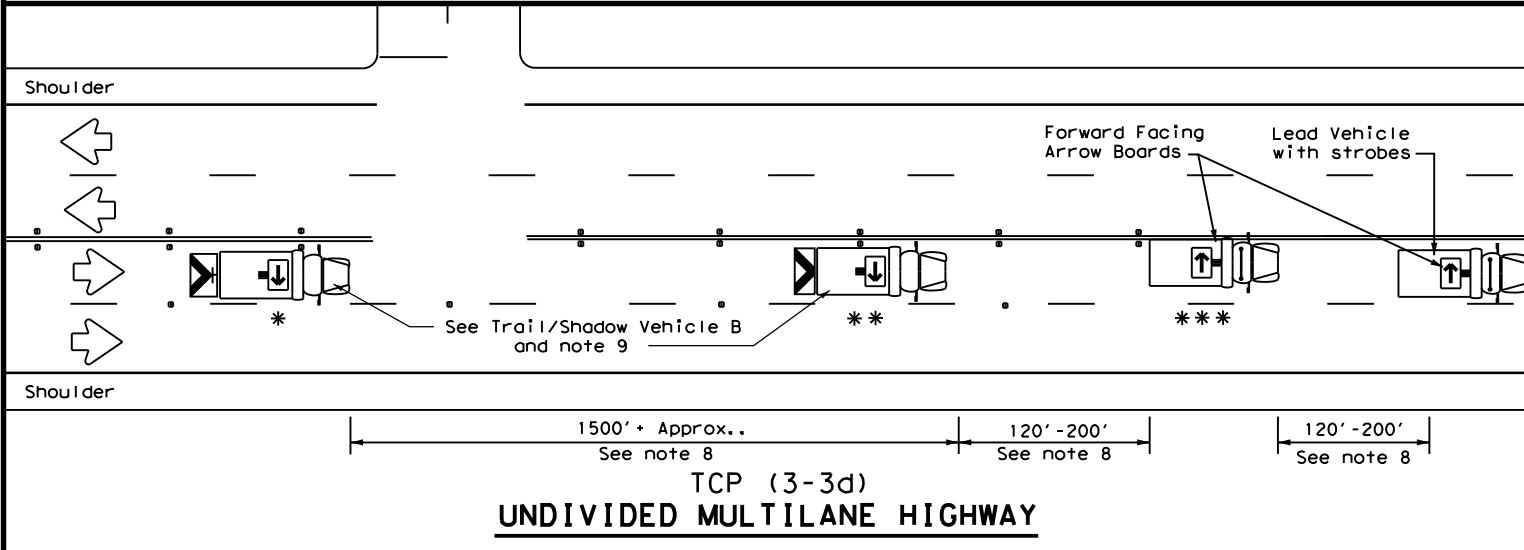 Shoulder
Forward Facing
Arrow Boards
Lead Vehicle
with strobes
*
**
***
See Trail/Shadow Vehicle B
and note 9
Shoulder
1500'+ Approx..
See note 8
120'-200'
See note 8
120'-200'
See note 8
TCP (3-3d)
UNDIVIDED MULTILANE HIGHWAY